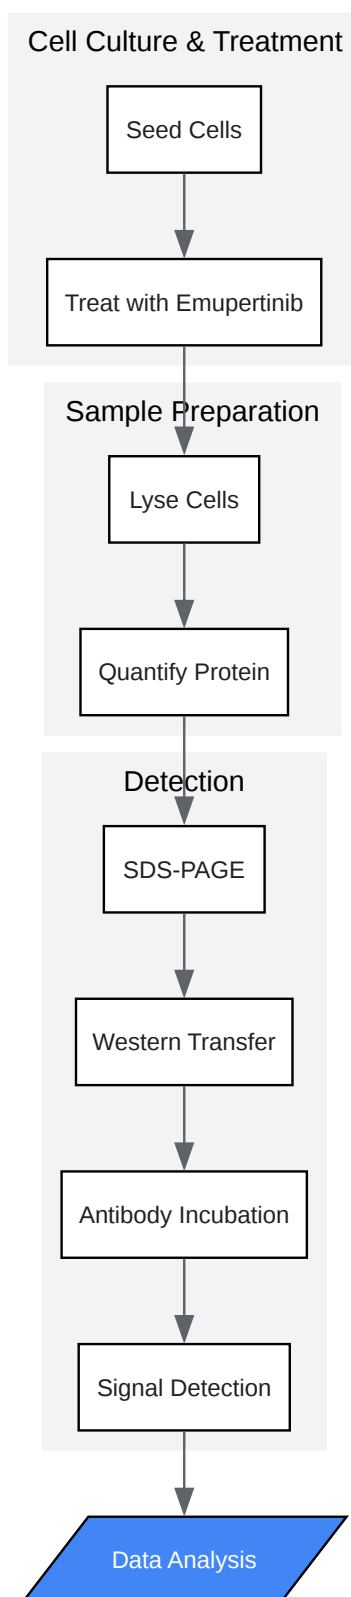 Cell Culture & Treatment
Seed Cells
Treat with Emupertinib
Sample Preparation
Lyse Cells
Quantify Protein
Detection
SDS-PAGE
Western Transfer
Antibody Incubation
Signal Detection
Data Analysis